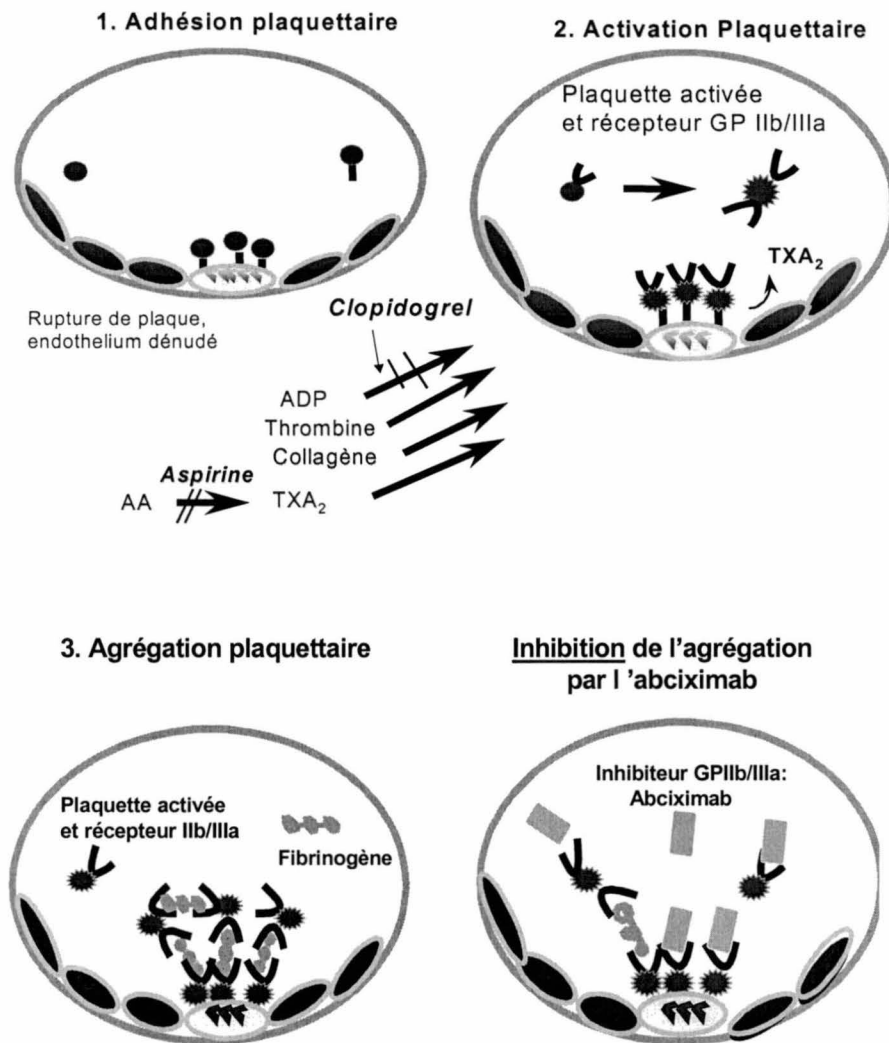 1. Adhésion plaquettaire
2. Activation Plaquettaire
Plaquette activée
et récepteur GP IIb/IIIa
TXA₂
Rupture de plaque,
endothelium dénudé
Clopidogrel
ADP
Thrombine
Collagène
Aspirine
AA
TXA₂
3. Agrégation plaquettaire
Inhibition de l'agrégation
par l 'abciximab
Plaquette activée
et récepteur IIb/IIIa
Fibrinogène
Inhibiteur GPIIb/IIIa:
Abciximab